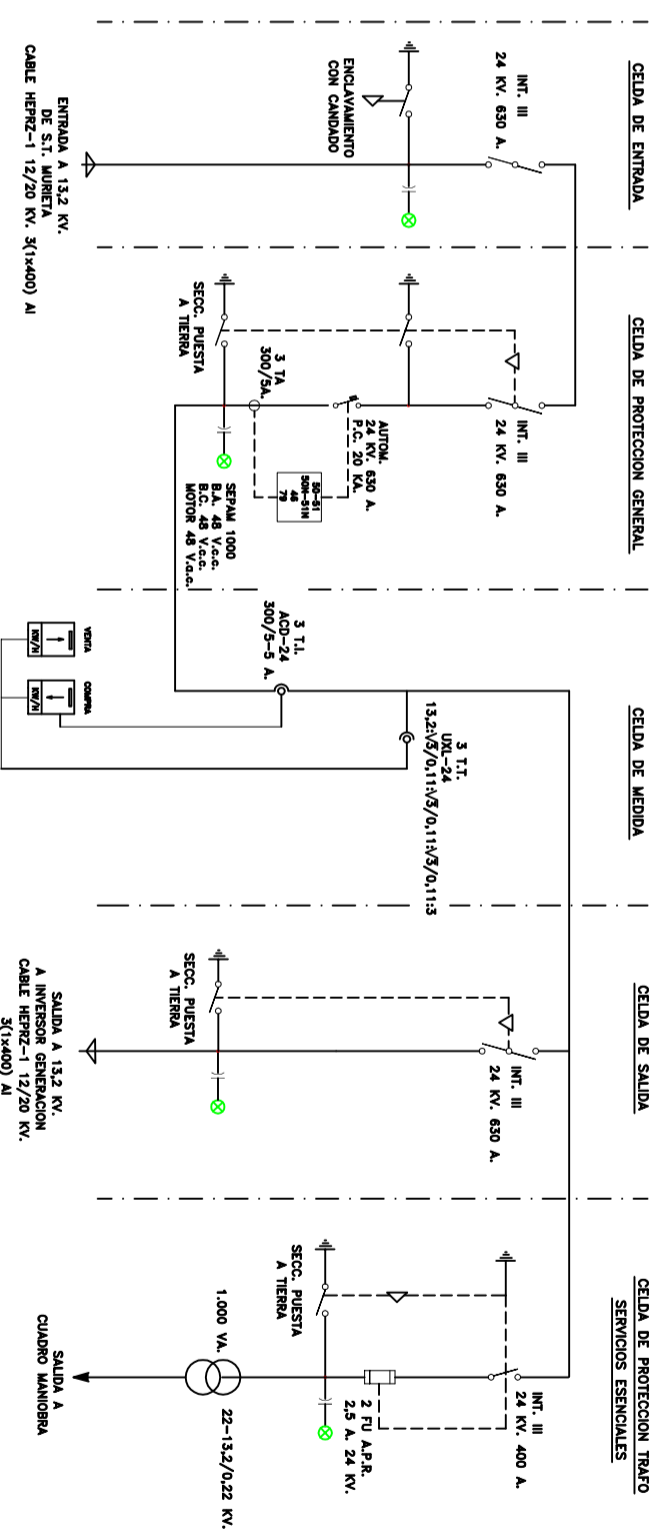 CELDA DE ENTRADA
INT. III
24 KV. 630 A.
ENCLAVAMIENTO
CON CANDADO
ENTRADA A 13,2 KV.
DE S.T. MURIETA
CABLE HEPRZ-1 12/20 KV. 3(1x400) Al
CELDA DE PROTECCION GENERAL
INT. III
24 KV. 630 A.
AUTOM.
24 KV. 630 A.
P.C. 20 KA.
50-51
50N-51N
46
79
3 TA
300/5A.
SECC. PUESTA
A TIERRA
SEPAM 1000
B.A. 48 V.c.c.
B.C. 48 V.c.c.
MOTOR 48 V.a.c.
CELDA DE MEDIDA
3 T.T.
UXL-24
13,2:√3/0,11:√3/0,11:√3/0,11:3
3 T.I.
ACD-24
300/5-5 A.
VENTA
KW/H
COMPRA
KW/H
CELDA DE SALIDA
INT. III
24 KV. 630 A.
SECC. PUESTA
A TIERRA
SALIDA A 13,2 KV.
A INVERSOR GENERACION
CABLE HEPRZ-1 12/20 KV.
3(1x400) Al
CELDA DE PROTECCION TRAFO
SERVICIOS ESENCIALES
INT. III
24 KV. 400 A.
2 FU A.P.R.
2,5 A. 24 KV.
SECC. PUESTA
A TIERRA
1.000 VA.
22-13,2/0,22 KV.
SALIDA A
CUADRO MANIOBRA